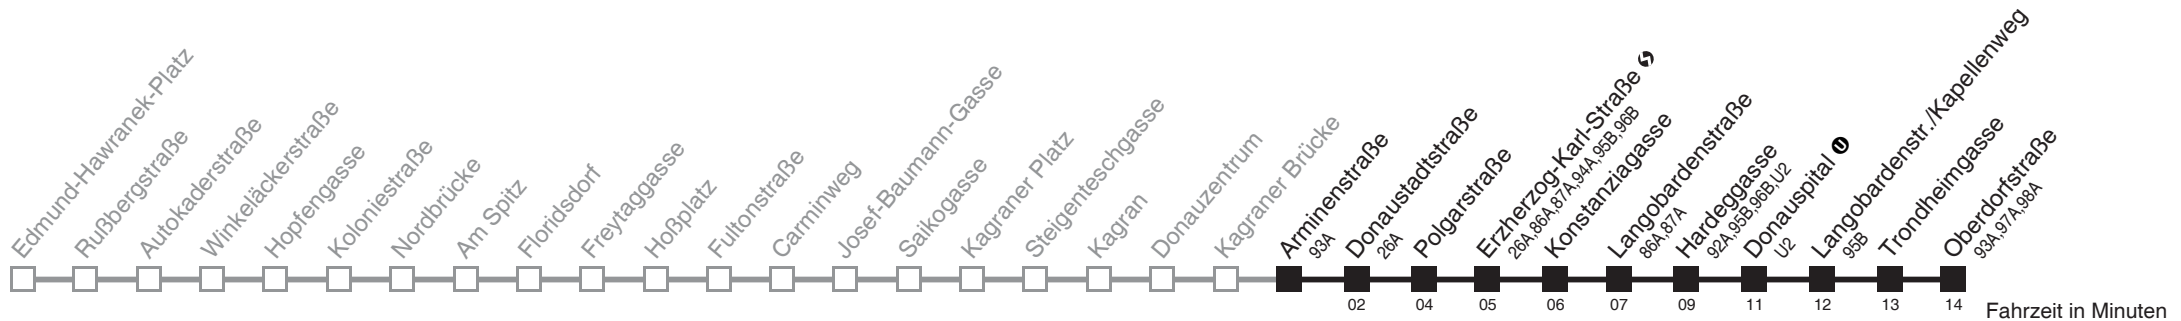 Edmund-Hawranek-Platz
Rußbergstraße
Autokaderstraße
Winkeläckerstraße
Hopfengasse
Koloniestraße
Nordbrücke
Am Spitz
Floridsdorf
Freytaggasse
Hoßplatz
Fultonstraße
Carminweg
Josef-Baumann-Gasse
Saikogasse
Kagraner Platz
Steigenteschgasse
Kagran
Donauzentrum
Kagraner Brücke
Arminenstraße
93A
Donaustadtstraße
26A
Polgarstraße
Erzherzog-Karl-Straße
26A,86A,87A,94A,95B,96B
Konstanziagasse
Langobardenstraße
86A,87A
Hardeggasse
92A,95B,96B,U2
Donauspital U
U2
Langobardenstr./Kapellenweg
95B
Trondheimgasse
Oberdorfstraße
93A,97A,98A
02 04 05 06 07 09 11 12 13 14 Fahrzeit in Minuten